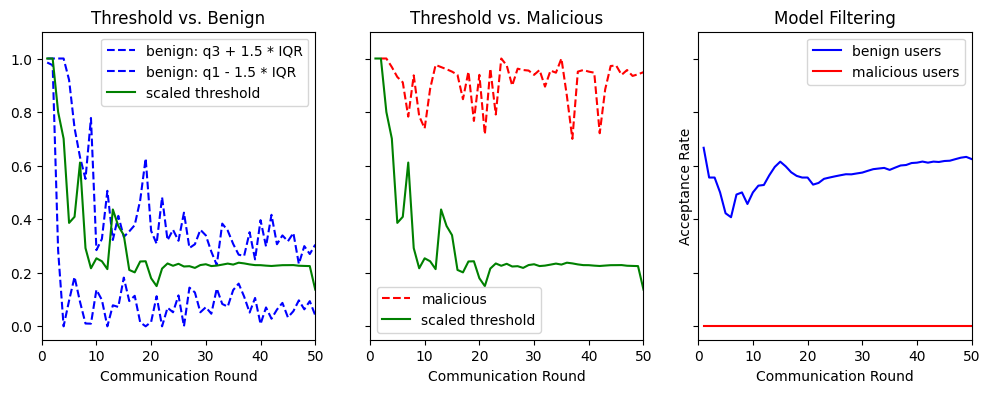 Threshold vs. Benign
benign: q3 + 1.5 * IQR
benign: q1 - 1.5 * IQR
scaled threshold
1.0
0.8
0.6
0.4
0.2
0.0
0 10 20 30 40 50
Communication Round
Threshold vs. Malicious
malicious
scaled threshold
0 10 20 30 40 50
Communication Round
Model Filtering
benign users
malicious users
Acceptance Rate
0 10 20 30 40 50
Communication Round